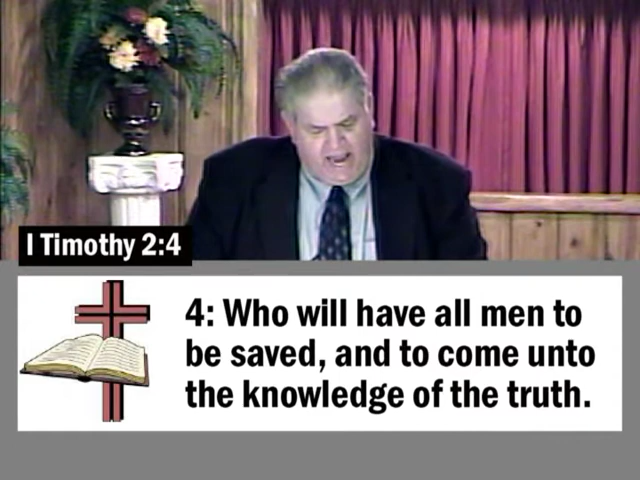 I Timothy 2:4
4: Who will have all men to
be saved, and to come unto
the knowledge of the truth.